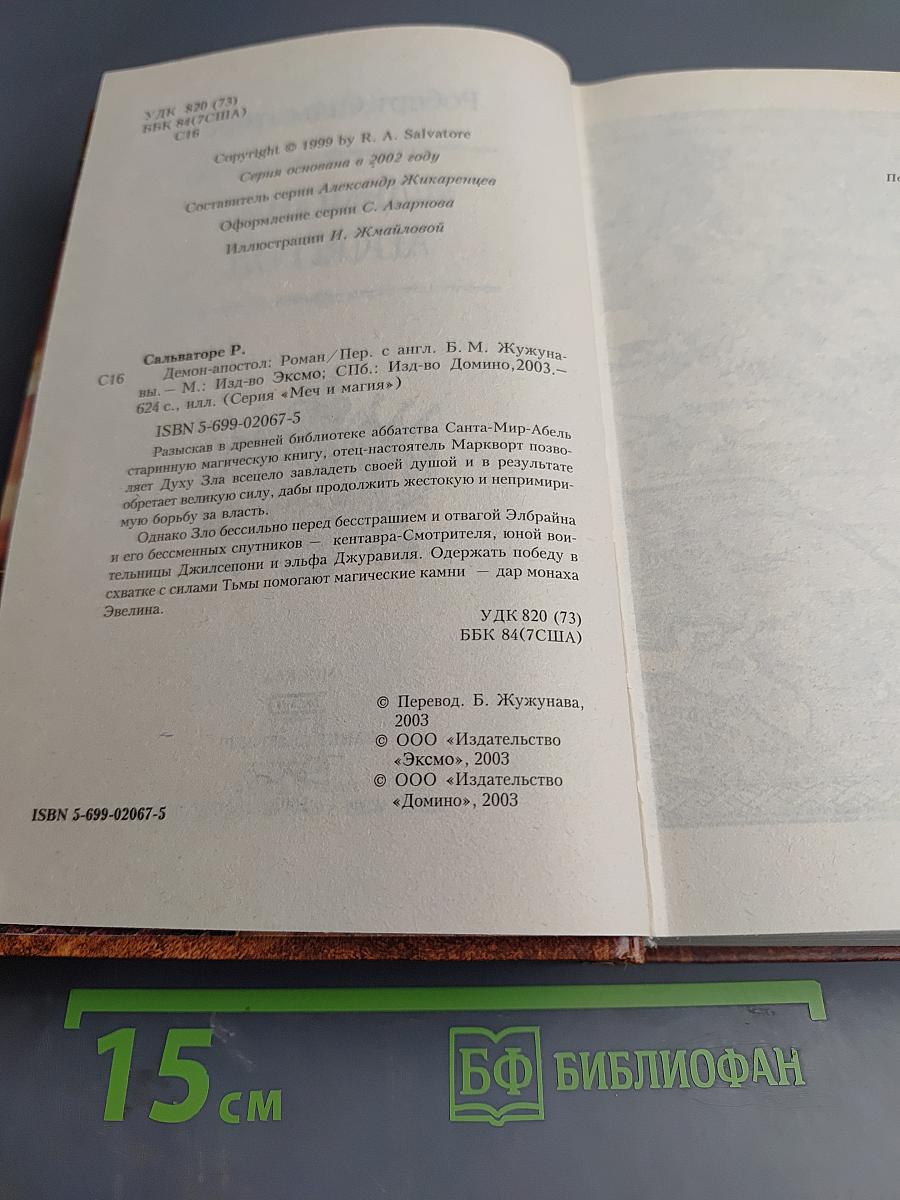 УДК 820 (73)
ББК 84(7США)
С16
Copyright © 1999 by R. A. Salvatore
Серия основана в 2002 году
Составитель серии Александр Жикаренцев
Оформление серии С. Азарнова
Иллюстрации И. Жмайловой
Сальваторе Р.
С16 Демон-апостол: Роман/Пер. с англ. Б. М. Жужуна-
вы. — М.: Изд-во Эксмо; СПб.: Изд-во Домино,2003.—
624 с., илл. (Серия «Меч и магия»)
ISBN 5-699-02067-5
Разыскав в древней библиотеке аббатства Санта-Мир-Абель
старинную магическую книгу, отец-настоятель Маркворт позво-
ляет Духу Зла всецело завладеть своей душой и в результате
обретает великую силу, дабы продолжить жестокую и непримири-
мую борьбу за власть.
Однако Зло бессильно перед бесстрашием и отвагой Элбрайна
и его бессменных спутников — кентавра-Смотрителя, юной вои-
тельницы Джилсепони и эльфа Джуравиля. Одержать победу в
схватке с силами Тьмы помогают магические камни — дар монаха
Эвелина.
УДК 820 (73)
ББК 84(7США)
© Перевод. Б. Жужунава,
2003
© ООО «Издательство
«Эксмо», 2003
© ООО «Издательство
«Домино», 2003
ISBN 5-699-02067-5
15 см
БФ БИБЛИОФАН